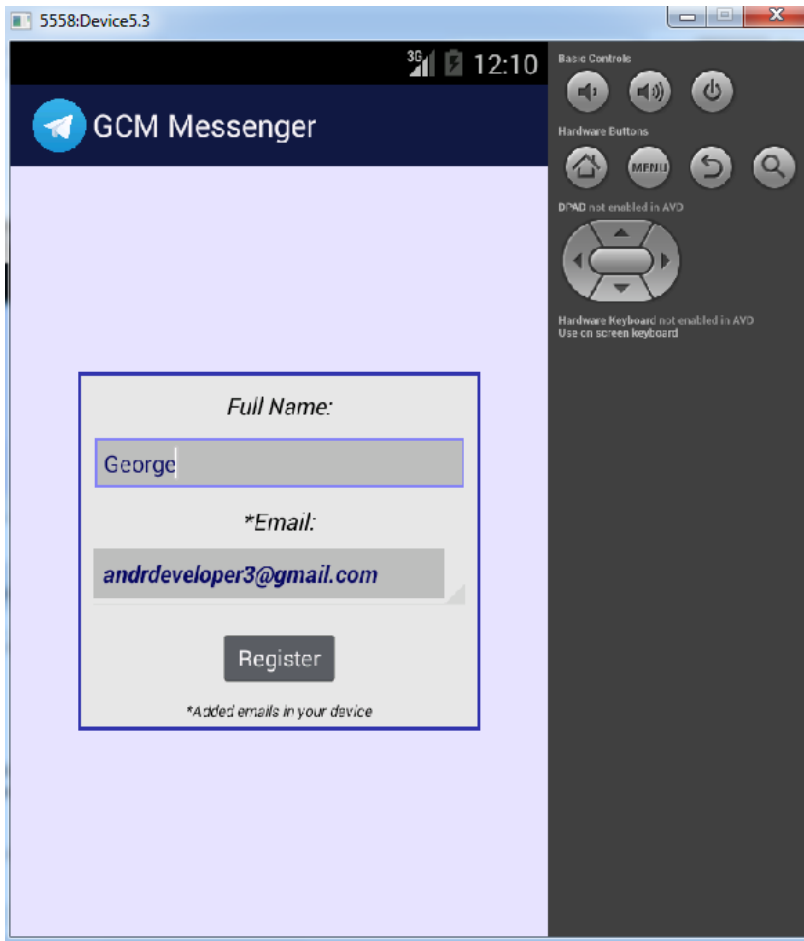 5558:Device5.3
3G 12:10
GCM Messenger
Full Name:
George
*Email:
andrdeveloper3@gmail.com
Register
*Added emails in your device
Basic Controls
Hardware Buttons
MENU
DPAD not enabled in AVD
Hardware Keyboard not enabled in AVD
Use on screen keyboard